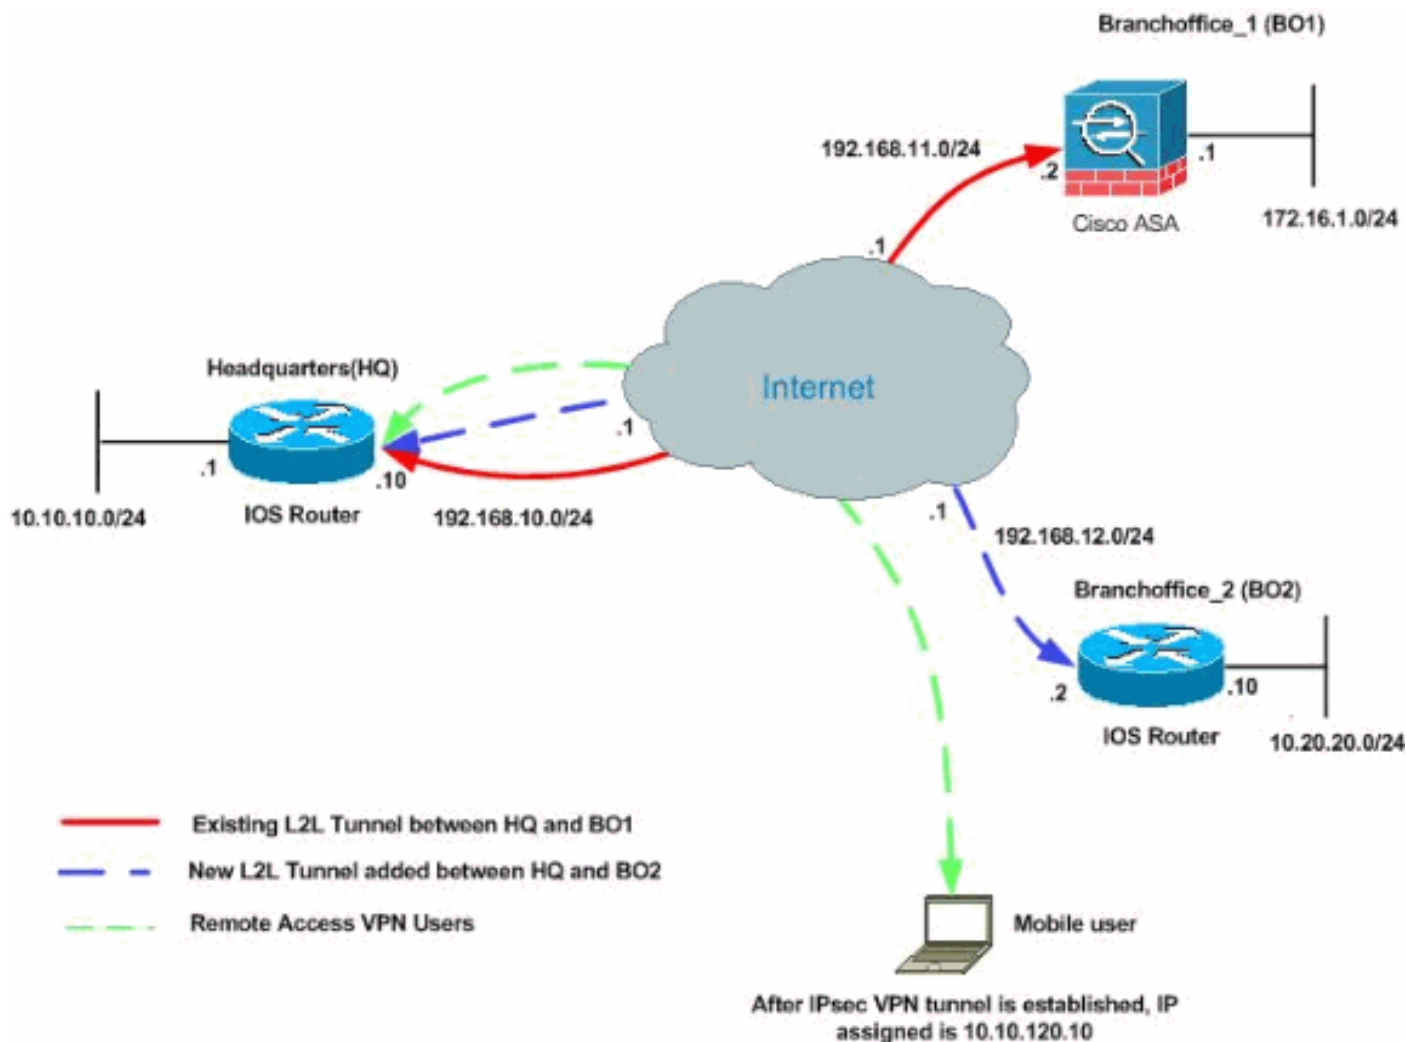 Branchoffice_1 (BO1)
192.168.11.0/24
.2
.1
Cisco ASA
172.16.1.0/24
.1
Headquarters(HQ)
Internet
.1
.1
.10
10.10.10.0/24
IOS Router
192.168.10.0/24
.1
192.168.12.0/24
Branchoffice_2 (BO2)
.2
.10
IOS Router
10.20.20.0/24
Existing L2L Tunnel between HQ and BO1
New L2L Tunnel added between HQ and BO2
Remote Access VPN Users
Mobile user
After IPsec VPN tunnel is established, IP
assigned is 10.10.120.10